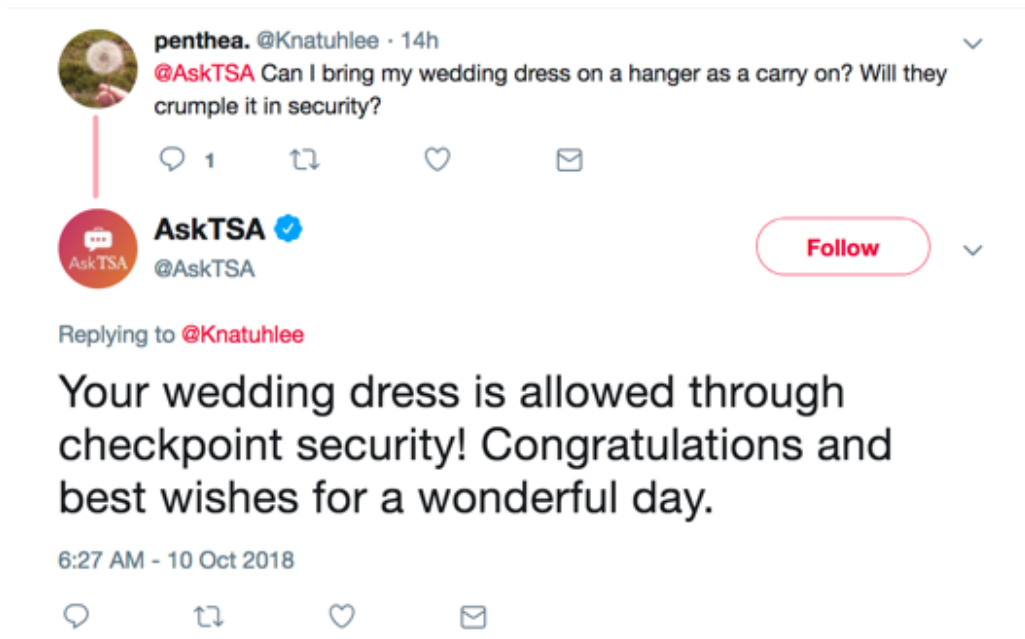 penthea. @Knatuhlee · 14h
@AskTSA Can I bring my wedding dress on a hanger as a carry on? Will they
crumple it in security?
1
AskTSA
AskTSA
@AskTSA
Follow
Replying to @Knatuhlee
Your wedding dress is allowed through
checkpoint security! Congratulations and
best wishes for a wonderful day.
6:27 AM - 10 Oct 2018